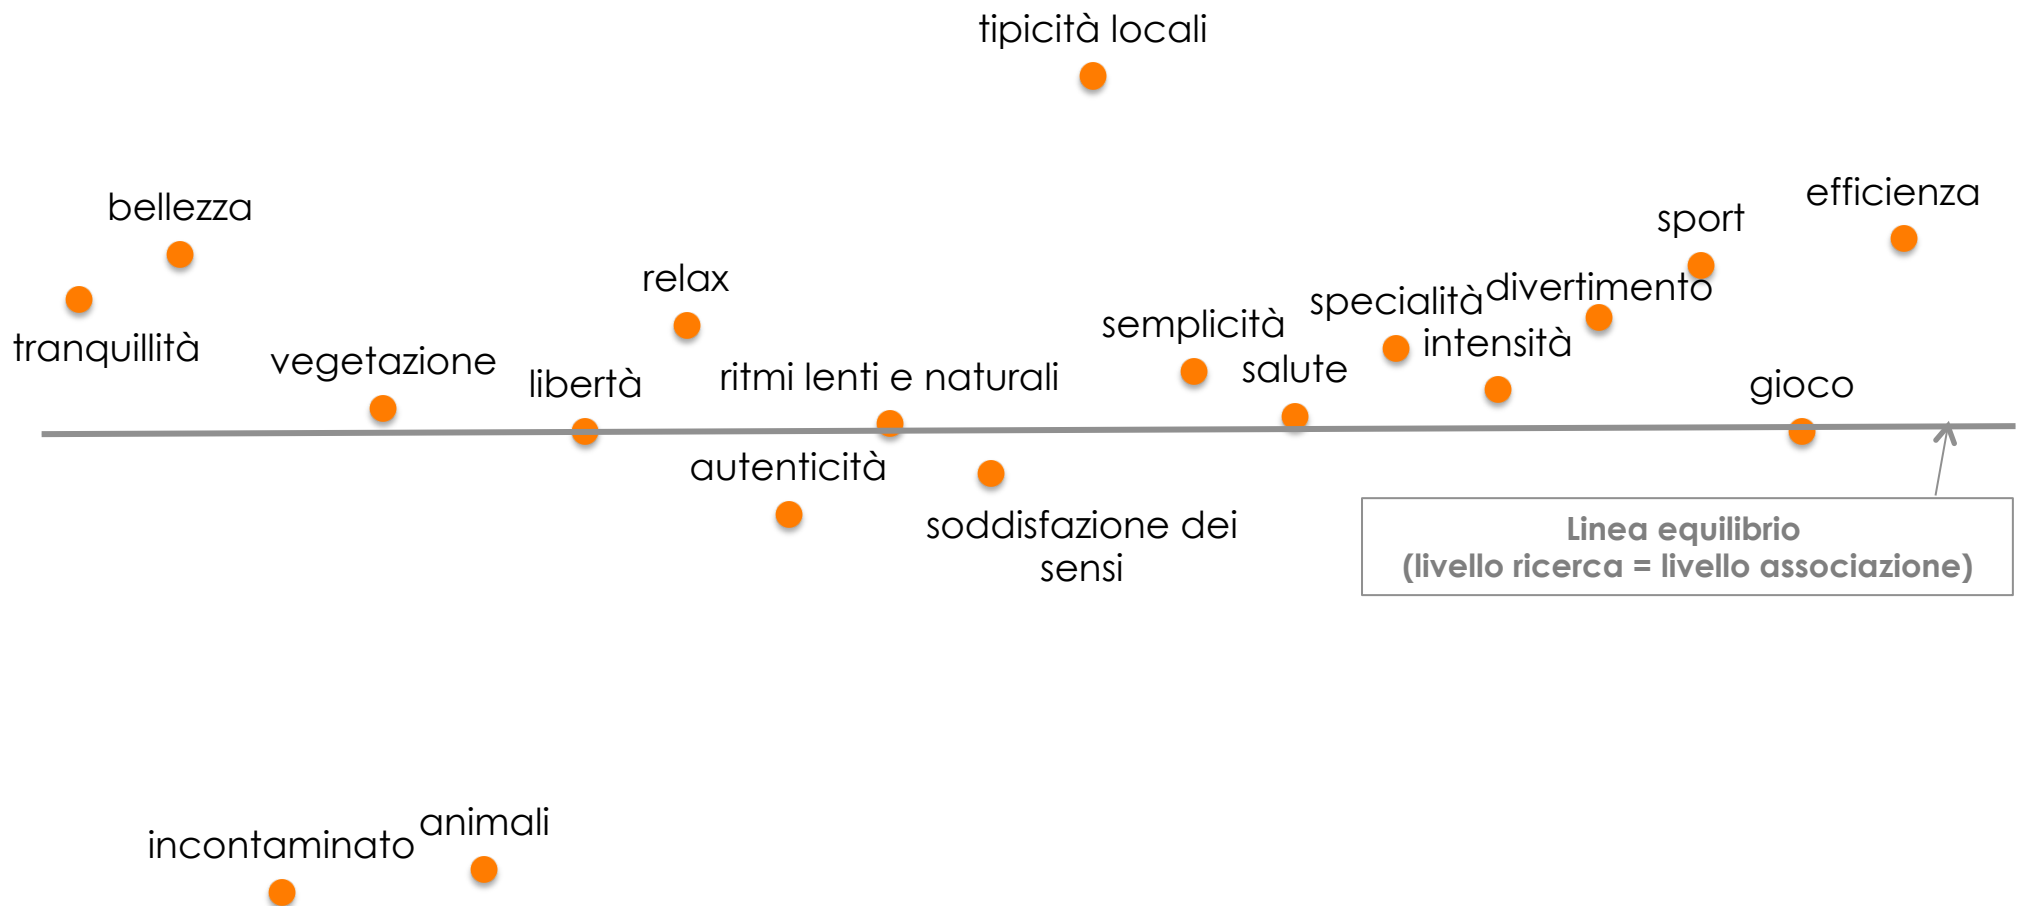 tipicità locali
bellezza
efficienza
sport
relax
divertimento
specialità
semplicità
intensità
tranquillità
vegetazione
salute
ritmi lenti e naturali
libertà
gioco
autenticità
soddisfazione dei
sensi
Linea equilibrio
(livello ricerca = livello associazione)
animali
incontaminato